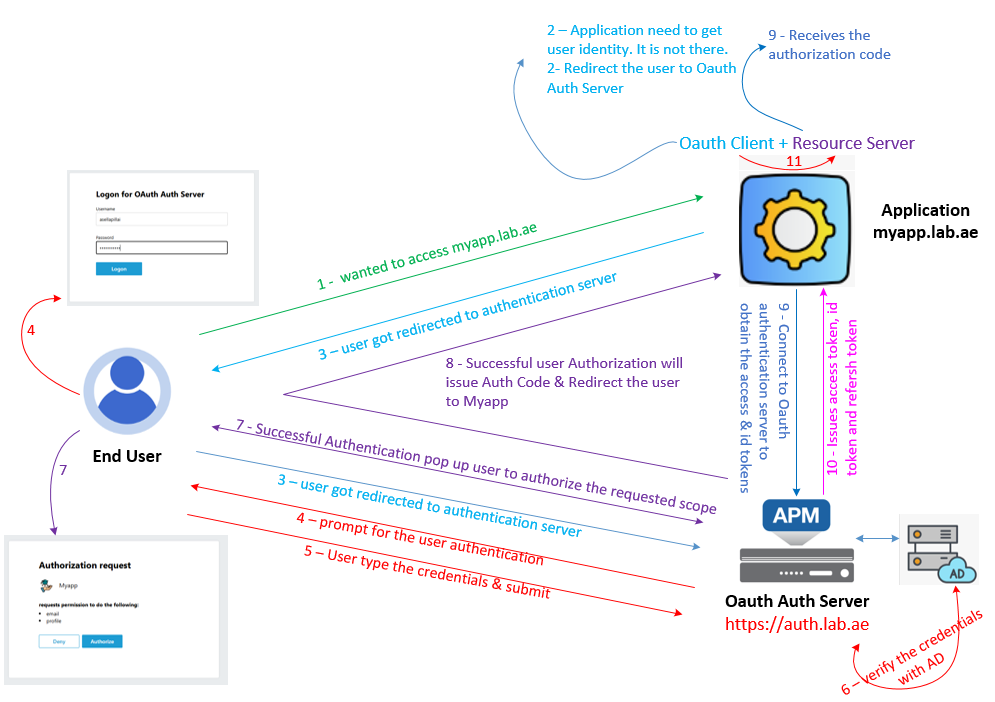 2 – Application need to get
user identity. It is not there.
2- Redirect the user to Oauth
Auth Server
9 - Receives the
authorization code
Oauth Client + Resource Server
11
Application
myapp.lab.ae
Logon for OAuth Auth Server
Username
Password
Logon
1 - wanted to access myapp.lab.ae
3 – user got redirected to authentication server
4
8 - Successful user Authorization will
issue Auth Code & Redirect the user
to Myapp
9 - Connect to Oauth
authentication server to
obtain the access & id tokens
10 - Issues access token, id
token and refersh token
End User
7
7 - Successful Authentication pop up user to authorize the requested scope
3 – user got redirected to authentication server
4 – prompt for the user authentication
5 – User type the credentials & submit
APM
AD
Oauth Auth Server
https://auth.lab.ae
6 – verify the credentials
with AD
Authorization request
Myapp
requests permission to do the following:
• email
• profile
Deny
Authorize